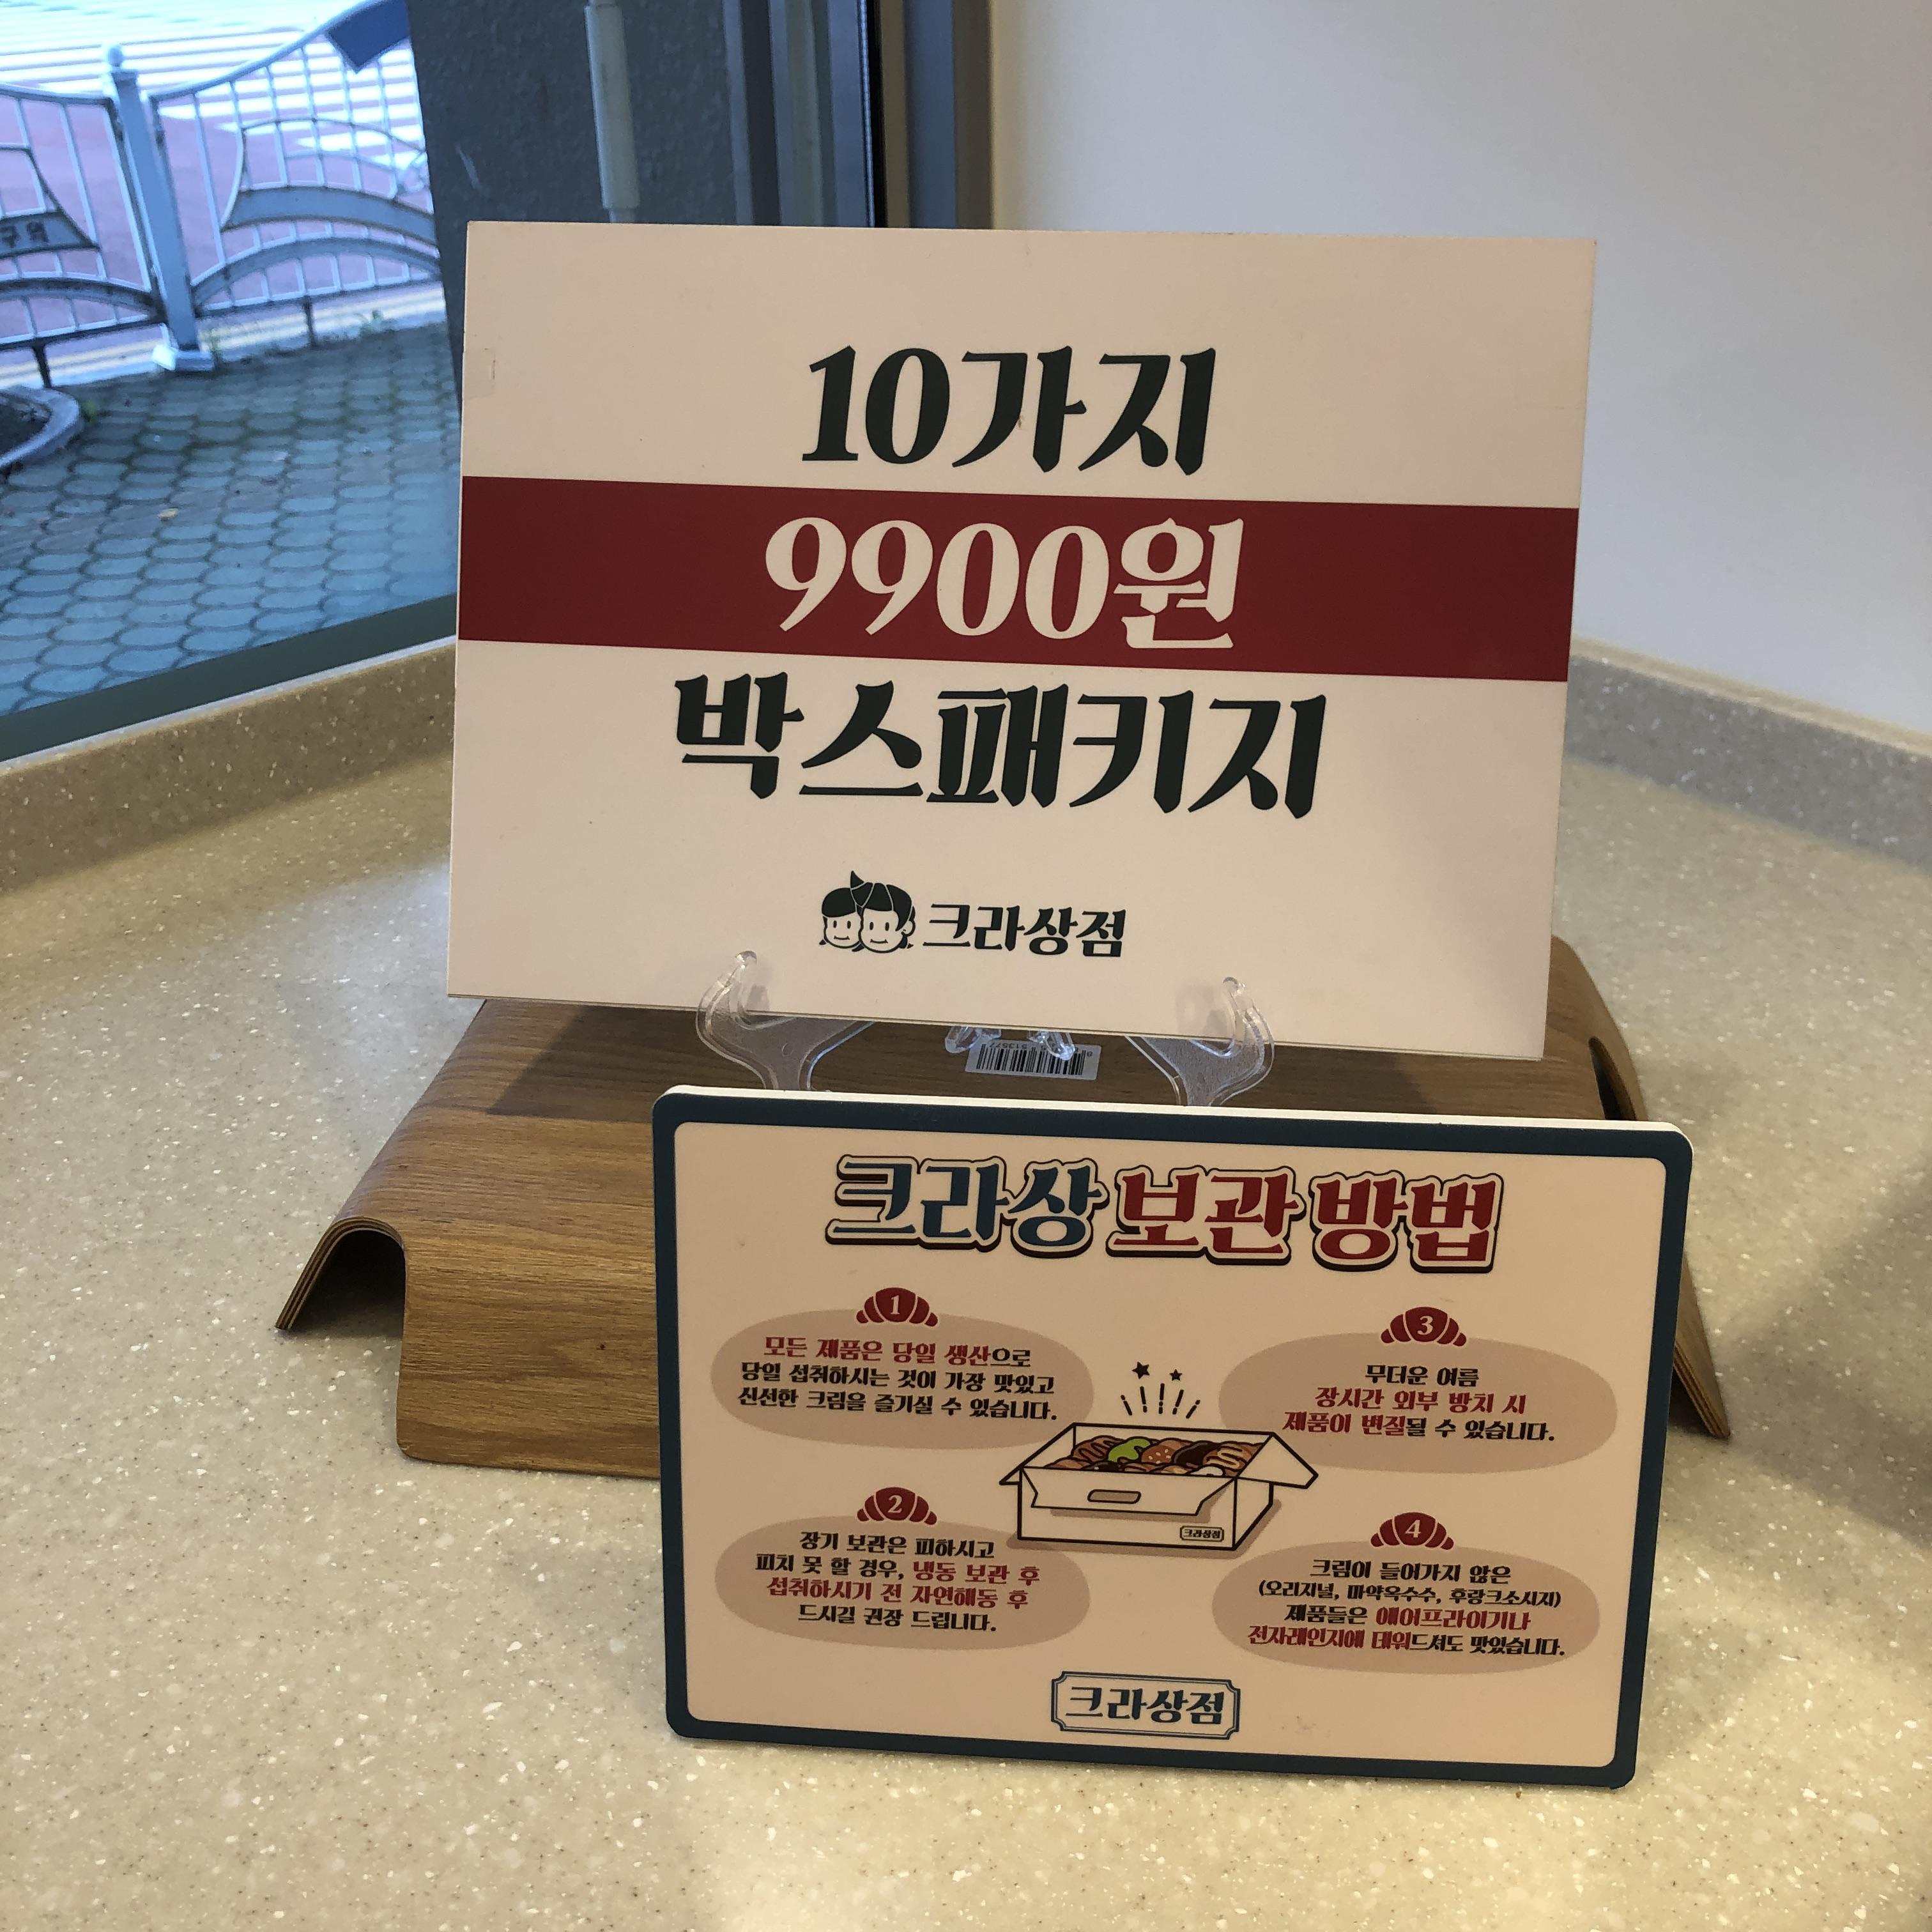 10가지
9900원
박스패키지
크라상점
크라상 보관 방법
1
모든 제품은 당일 생산으로
당일 섭취하시는 것이 가장 맛있고
신선한 크림을 즐기실 수 있습니다.
2
장기 보관은 피하시고
피치 못 할 경우, 냉동 보관 후
섭취하시기 전 자연해동 후
드시길 권장 드립니다.
3
무더운 여름
장시간 외부 방치 시
제품이 변질될 수 있습니다.
4
크림이 들어가지 않은
(오리지널, 마약옥수수, 후랑크소시지)
제품들은 에어프라이기나
전자레인지에 데워드셔도 맛있습니다.
크라상점
크라상점